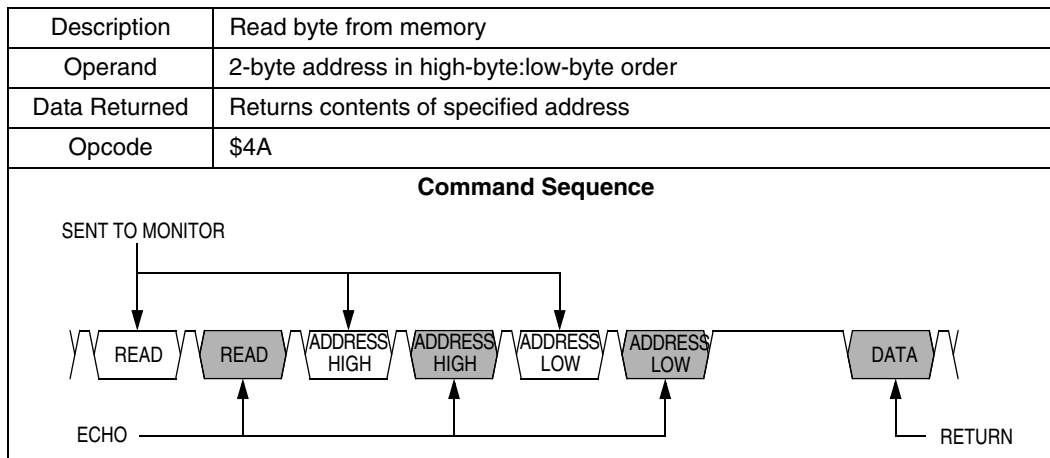 Description Read byte from memory
Operand 2-byte address in high-byte:low-byte order
Data Returned Returns contents of specified address
Opcode $4A
Command Sequence
SENT TO MONITOR
READ READ ADDRESS HIGH ADDRESS HIGH ADDRESS LOW ADDRESS LOW DATA
ECHO RETURN